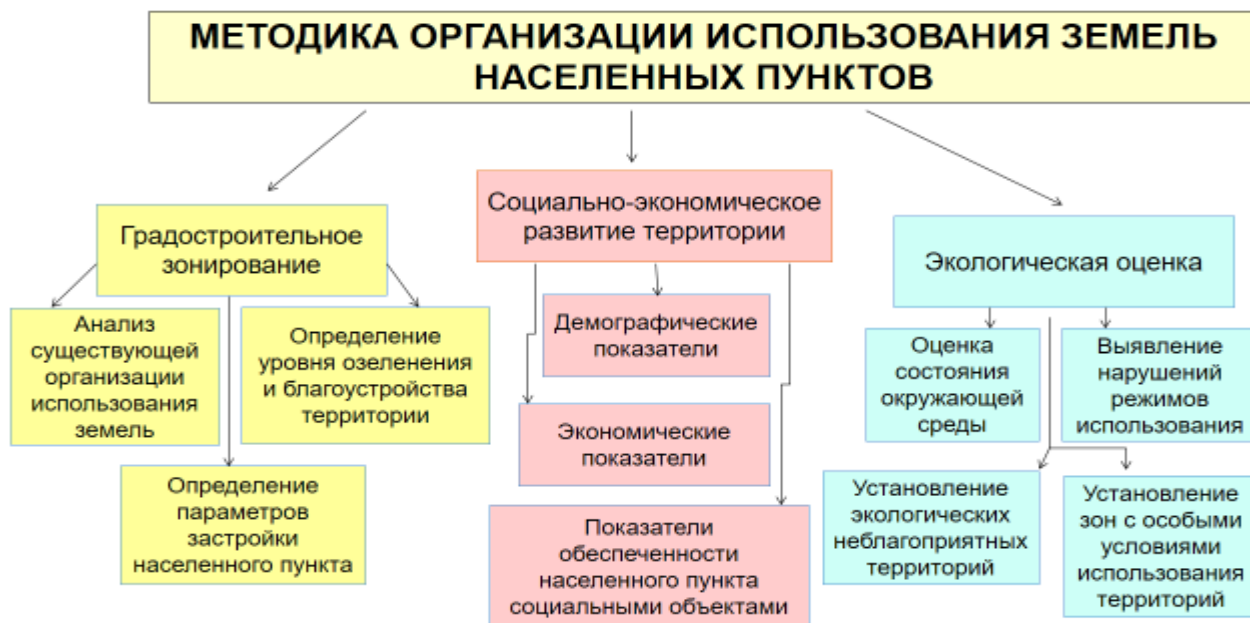 МЕТОДИКА ОРГАНИЗАЦИИ ИСПОЛЬЗОВАНИЯ ЗЕМЕЛЬ
НАСЕЛЕННЫХ ПУНКТОВ
Градостроительное
зонирование
Анализ
существующей
организации
использования
земель
Определение
уровня озеленения
и благоустройства
территории
Определение
параметров
застройки
населенного пункта
Социально-экономическое
развитие территории
Демографические
показатели
Экономические
показатели
Показатели
обеспеченности
населенного пункта
социальными объектами
Экологическая оценка
Оценка
состояния
окружающей
среды
Выявление
нарушений
режимов
использования
Установление
экологических
неблагоприятных
территорий
Установление
зон с особыми
условиями
использования
территорий